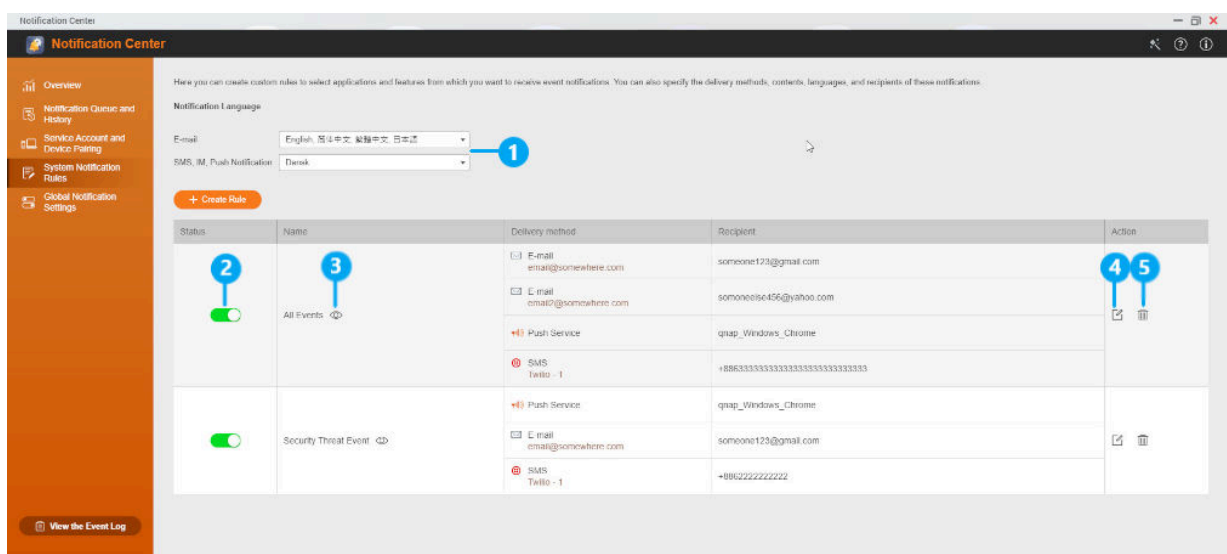 Notification Center
Notification Center
Overview
Notification Queue and
History
Service Account and
Device Pairing
System Notification
Rules
Global Notification
Settings
View the Event Log
Here you can create custom rules to select applications and features from which you want to receive event notifications. You can also specify the delivery methods, contents, languages, and recipients of these notifications.
Notification Language
E-mail
English, 简体中文, 繁體中文, 日本語
SMS, IM, Push Notification
Dansk
1
+ Create Rule
Status
Name
Delivery method
Recipient
Action
2
3
4
5
All Events
E-mail
email@somewhere.com
someone123@gmail.com
E-mail
email2@somewhere.com
somoneelse456@yahoo.com
Push Service
qnap_Windows_Chrome
SMS
Twilio - 1
Security Threat Event
Push Service
qnap_Windows_Chrome
E-mail
email@somewhere.com
someone123@gmail.com
SMS
Twilio - 1
+8862222222222